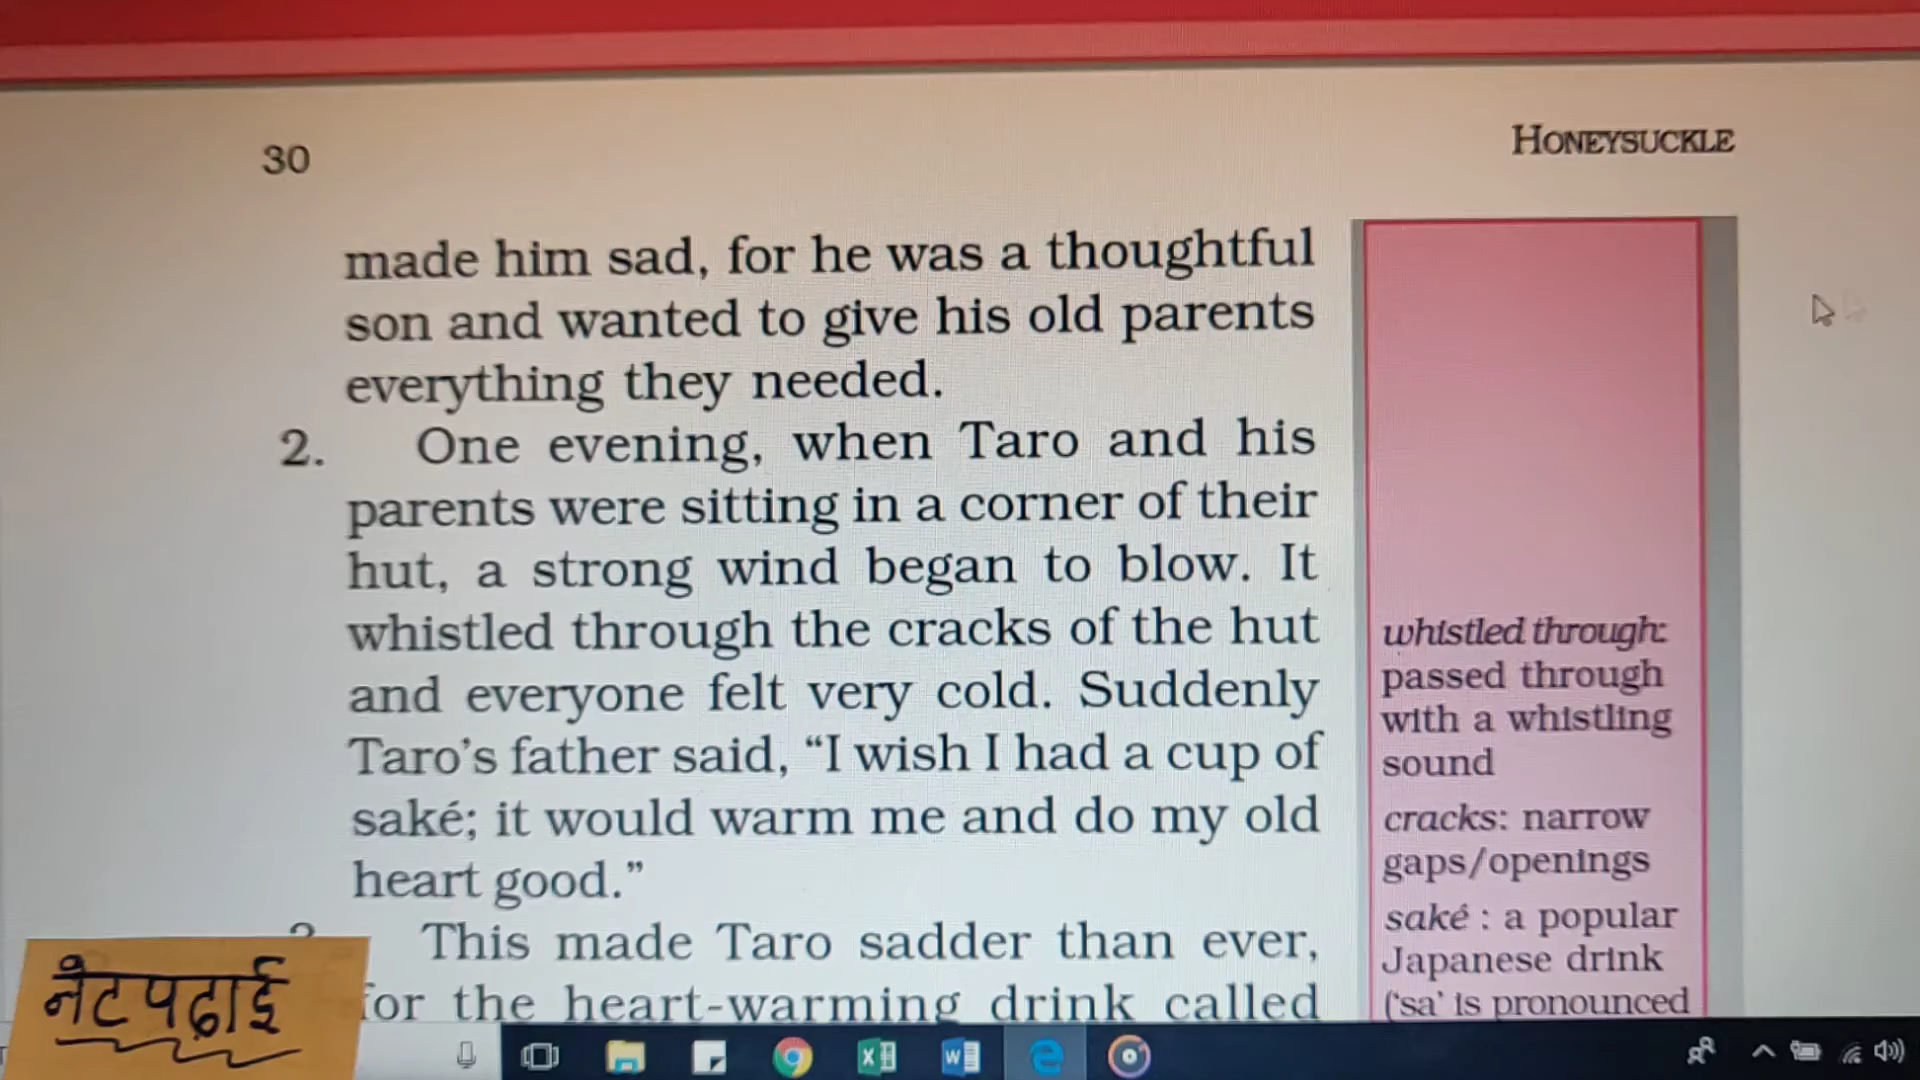 30
HONEYSUCKLE
made him sad, for he was a thoughtful
son and wanted to give his old parents
everything they needed.
2. One evening, when Taro and his
parents were sitting in a corner of their
hut, a strong wind began to blow. It
whistled through the cracks of the hut
and everyone felt very cold. Suddenly
Taro’s father said, “I wish I had a cup of
saké; it would warm me and do my old
heart good.”
This made Taro sadder than ever,
for the heart-warming drink called
whistled through:
passed through
with a whistling
sound
cracks: narrow
gaps/openings
saké : a popular
Japanese drink
(‘sa’ is pronounced
नेटपढ़ाई